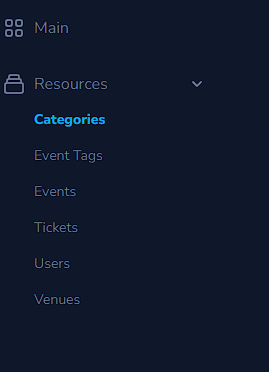 Main
Resources
Categories
Event Tags
Events
Tickets
Users
Venues